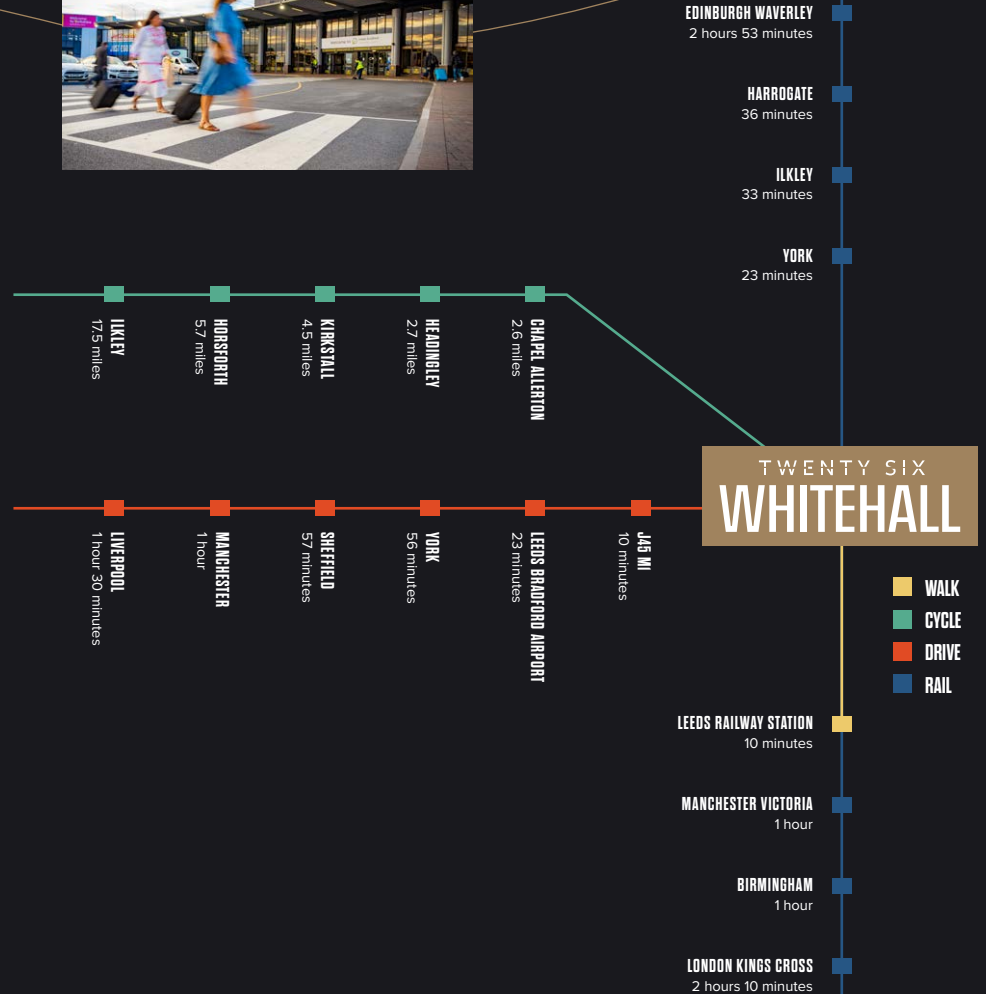 EDINBURGH WAVERLEY
2 hours 53 minutes
HARROGATE
36 minutes
ILKLEY
33 minutes
YORK
23 minutes
ILKLEY
17.5 miles
HORSFORTH
5.7 miles
KIRKSTALL
4.5 miles
HEADINGLEY
2.7 miles
CHAPEL ALLERTON
2.6 miles
TWENTY SIX
WHITEHALL
LIVERPOOL
1 hour 30 minutes
MANCHESTER
1 hour
SHEFFIELD
57 minutes
YORK
56 minutes
LEEDS BRADFORD AIRPORT
23 minutes
J45 M1
10 minutes
WALK
CYCLE
DRIVE
RAIL
LEEDS RAILWAY STATION
10 minutes
MANCHESTER VICTORIA
1 hour
BIRMINGHAM
1 hour
LONDON KINGS CROSS
2 hours 10 minutes